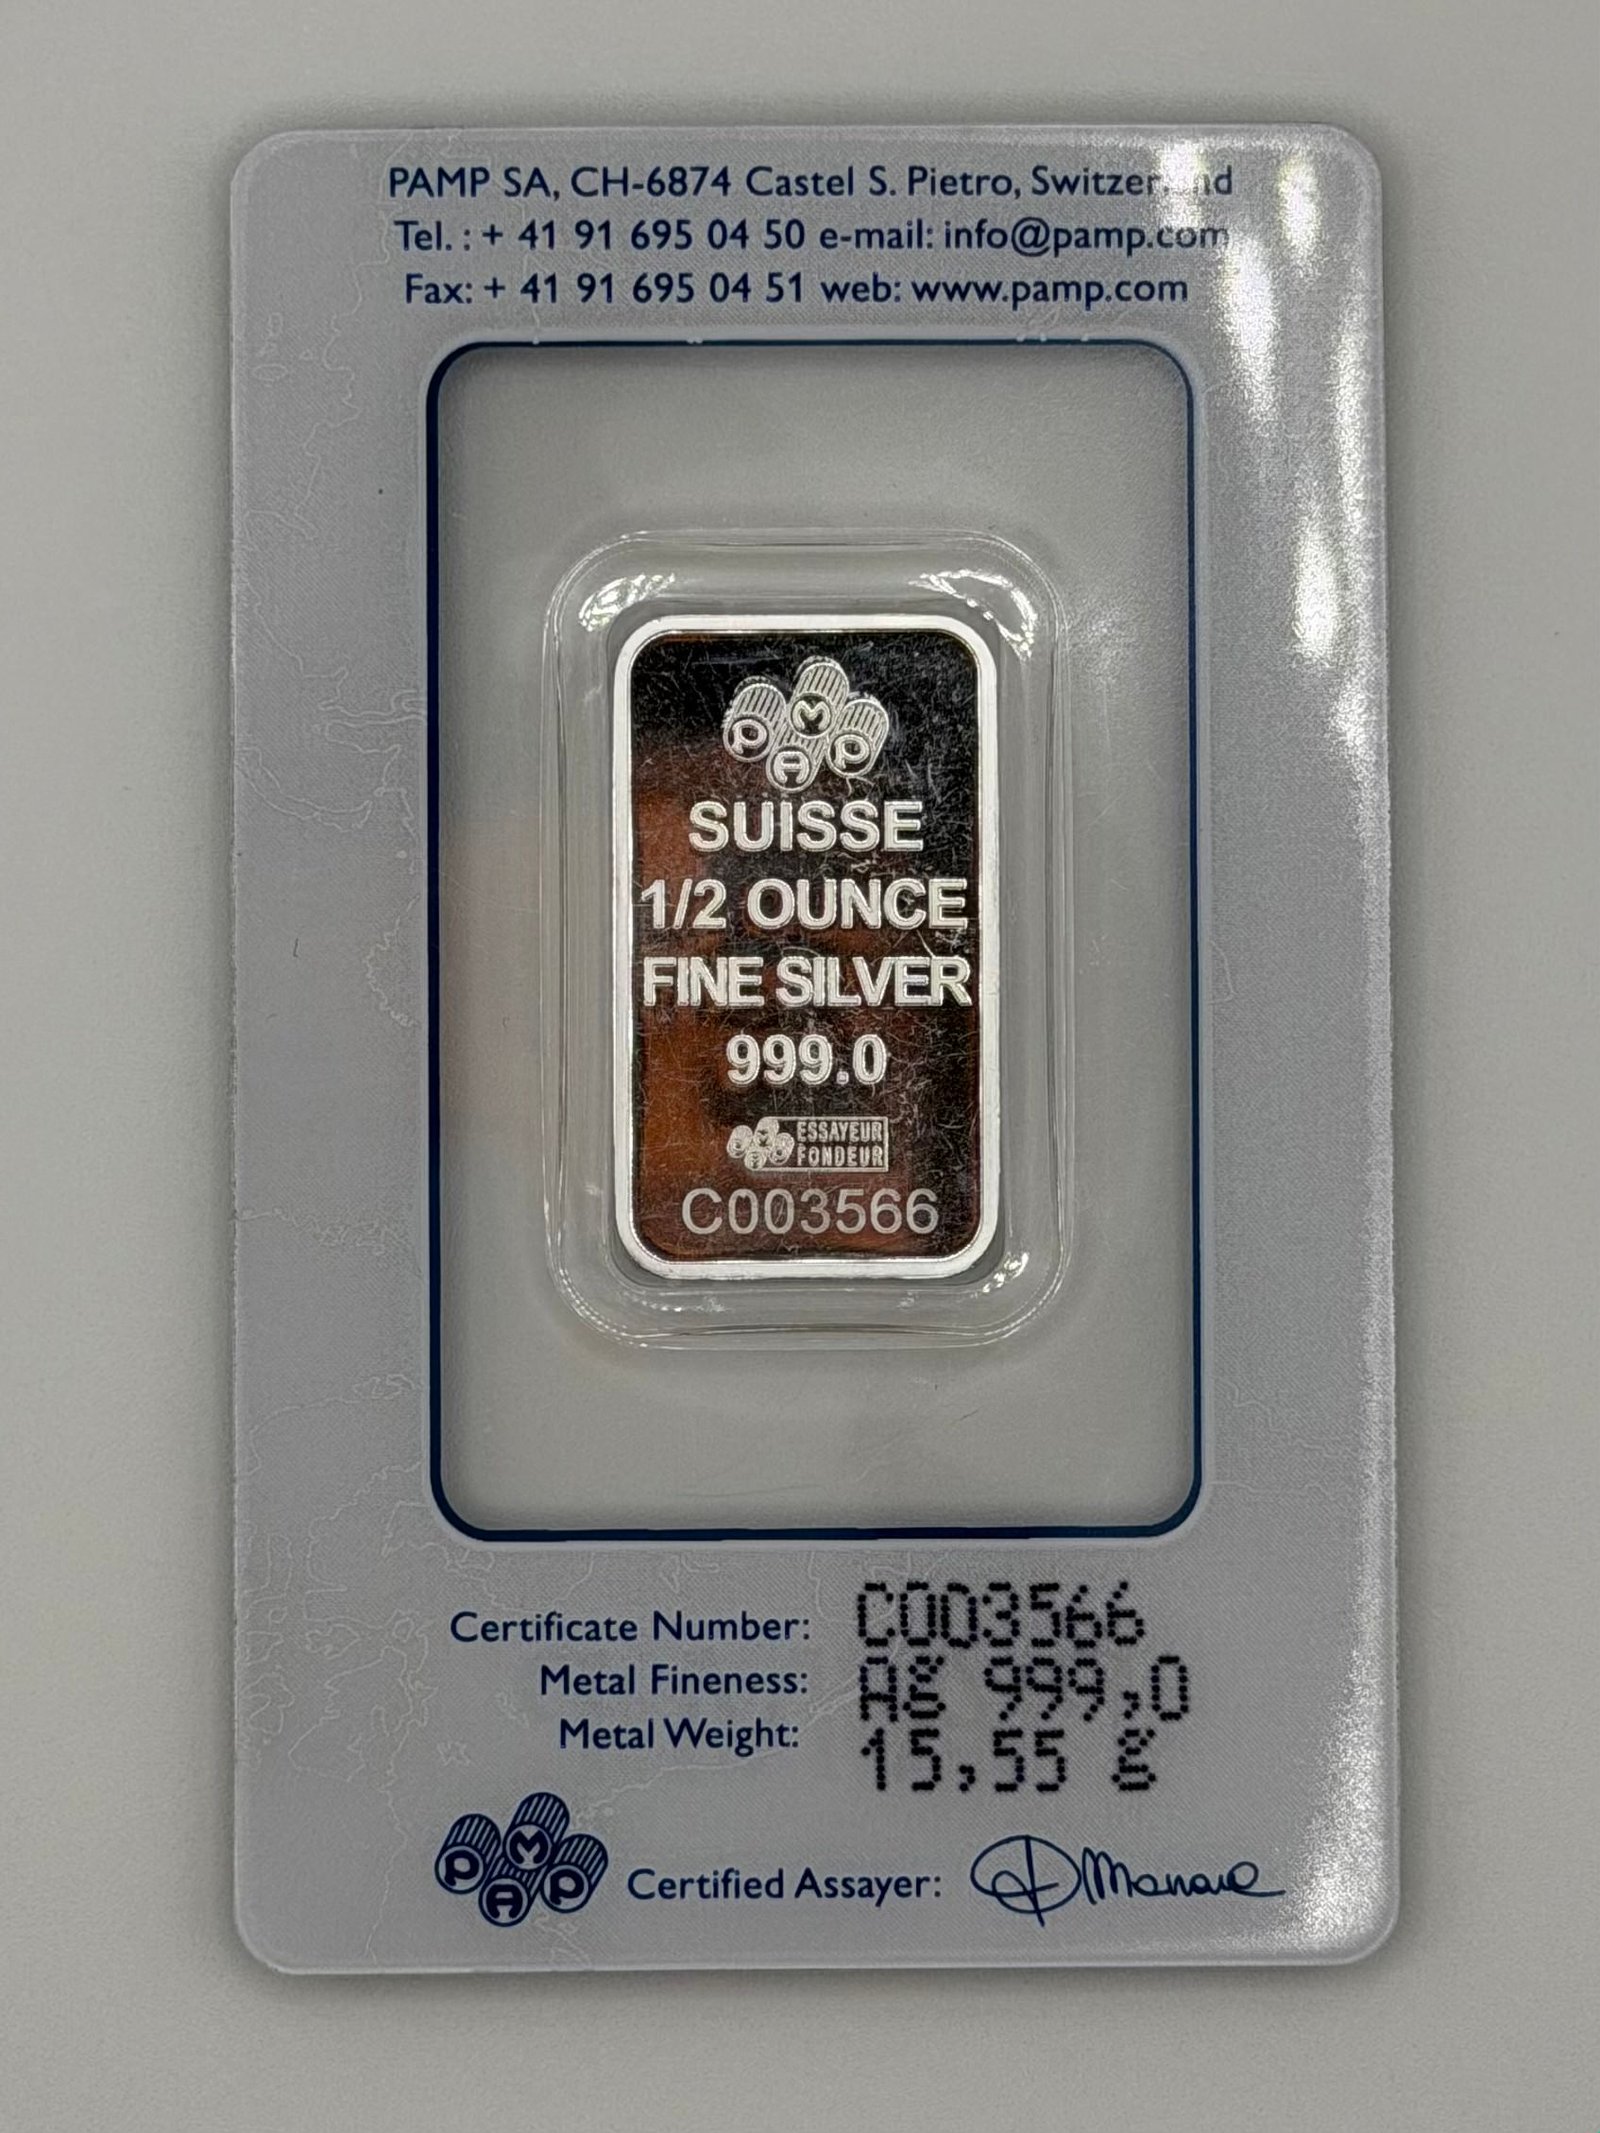 PAMP SA, CH-6874 Castel S. Pietro, Switzerland
Tel. : + 41 91 695 04 50 e-mail: info@pamp.com
Fax: + 41 91 695 04 51 web: www.pamp.com
P A M P
SUISSE
1/2 OUNCE
FINE SILVER
999.0
P A M P ESSAYEUR
FONDEUR
C003566
Certificate Number: C003566
Metal Fineness: Ag 999,0
Metal Weight: 15,55 g
P A M P Certified Assayer: